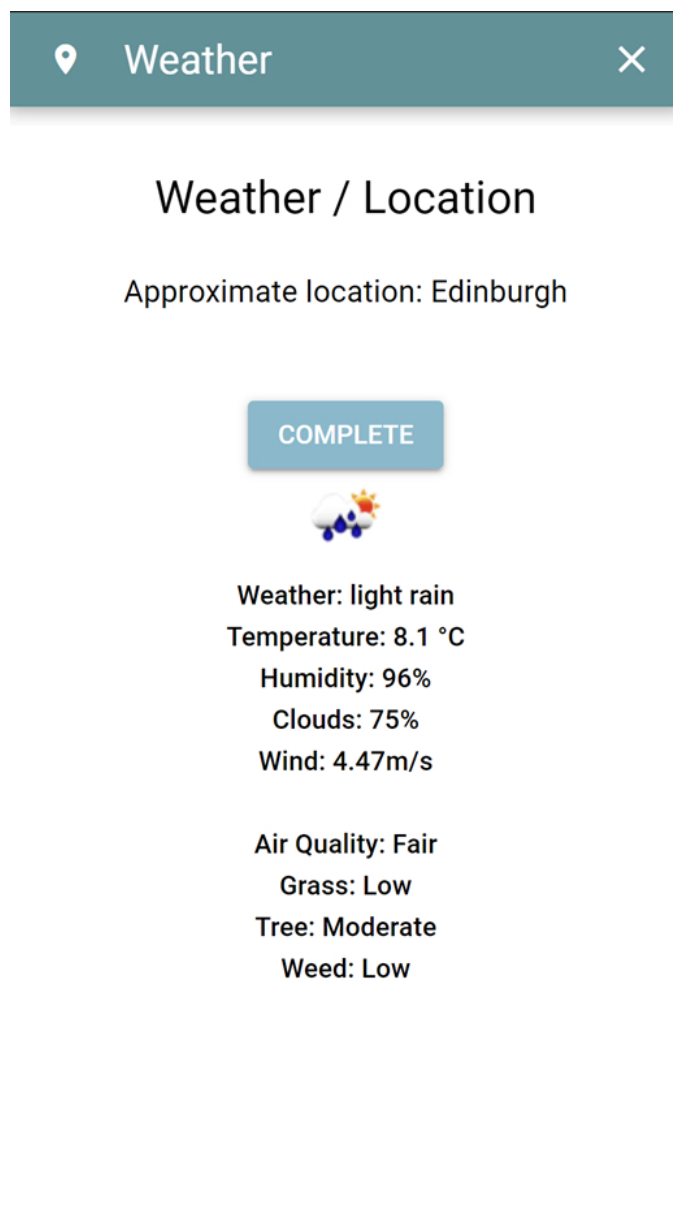 Weather
Weather / Location
Approximate location: Edinburgh
COMPLETE
Weather: light rain
Temperature: 8.1 °C
Humidity: 96%
Clouds: 75%
Wind: 4.47m/s
Air Quality: Fair
Grass: Low
Tree: Moderate
Weed: Low